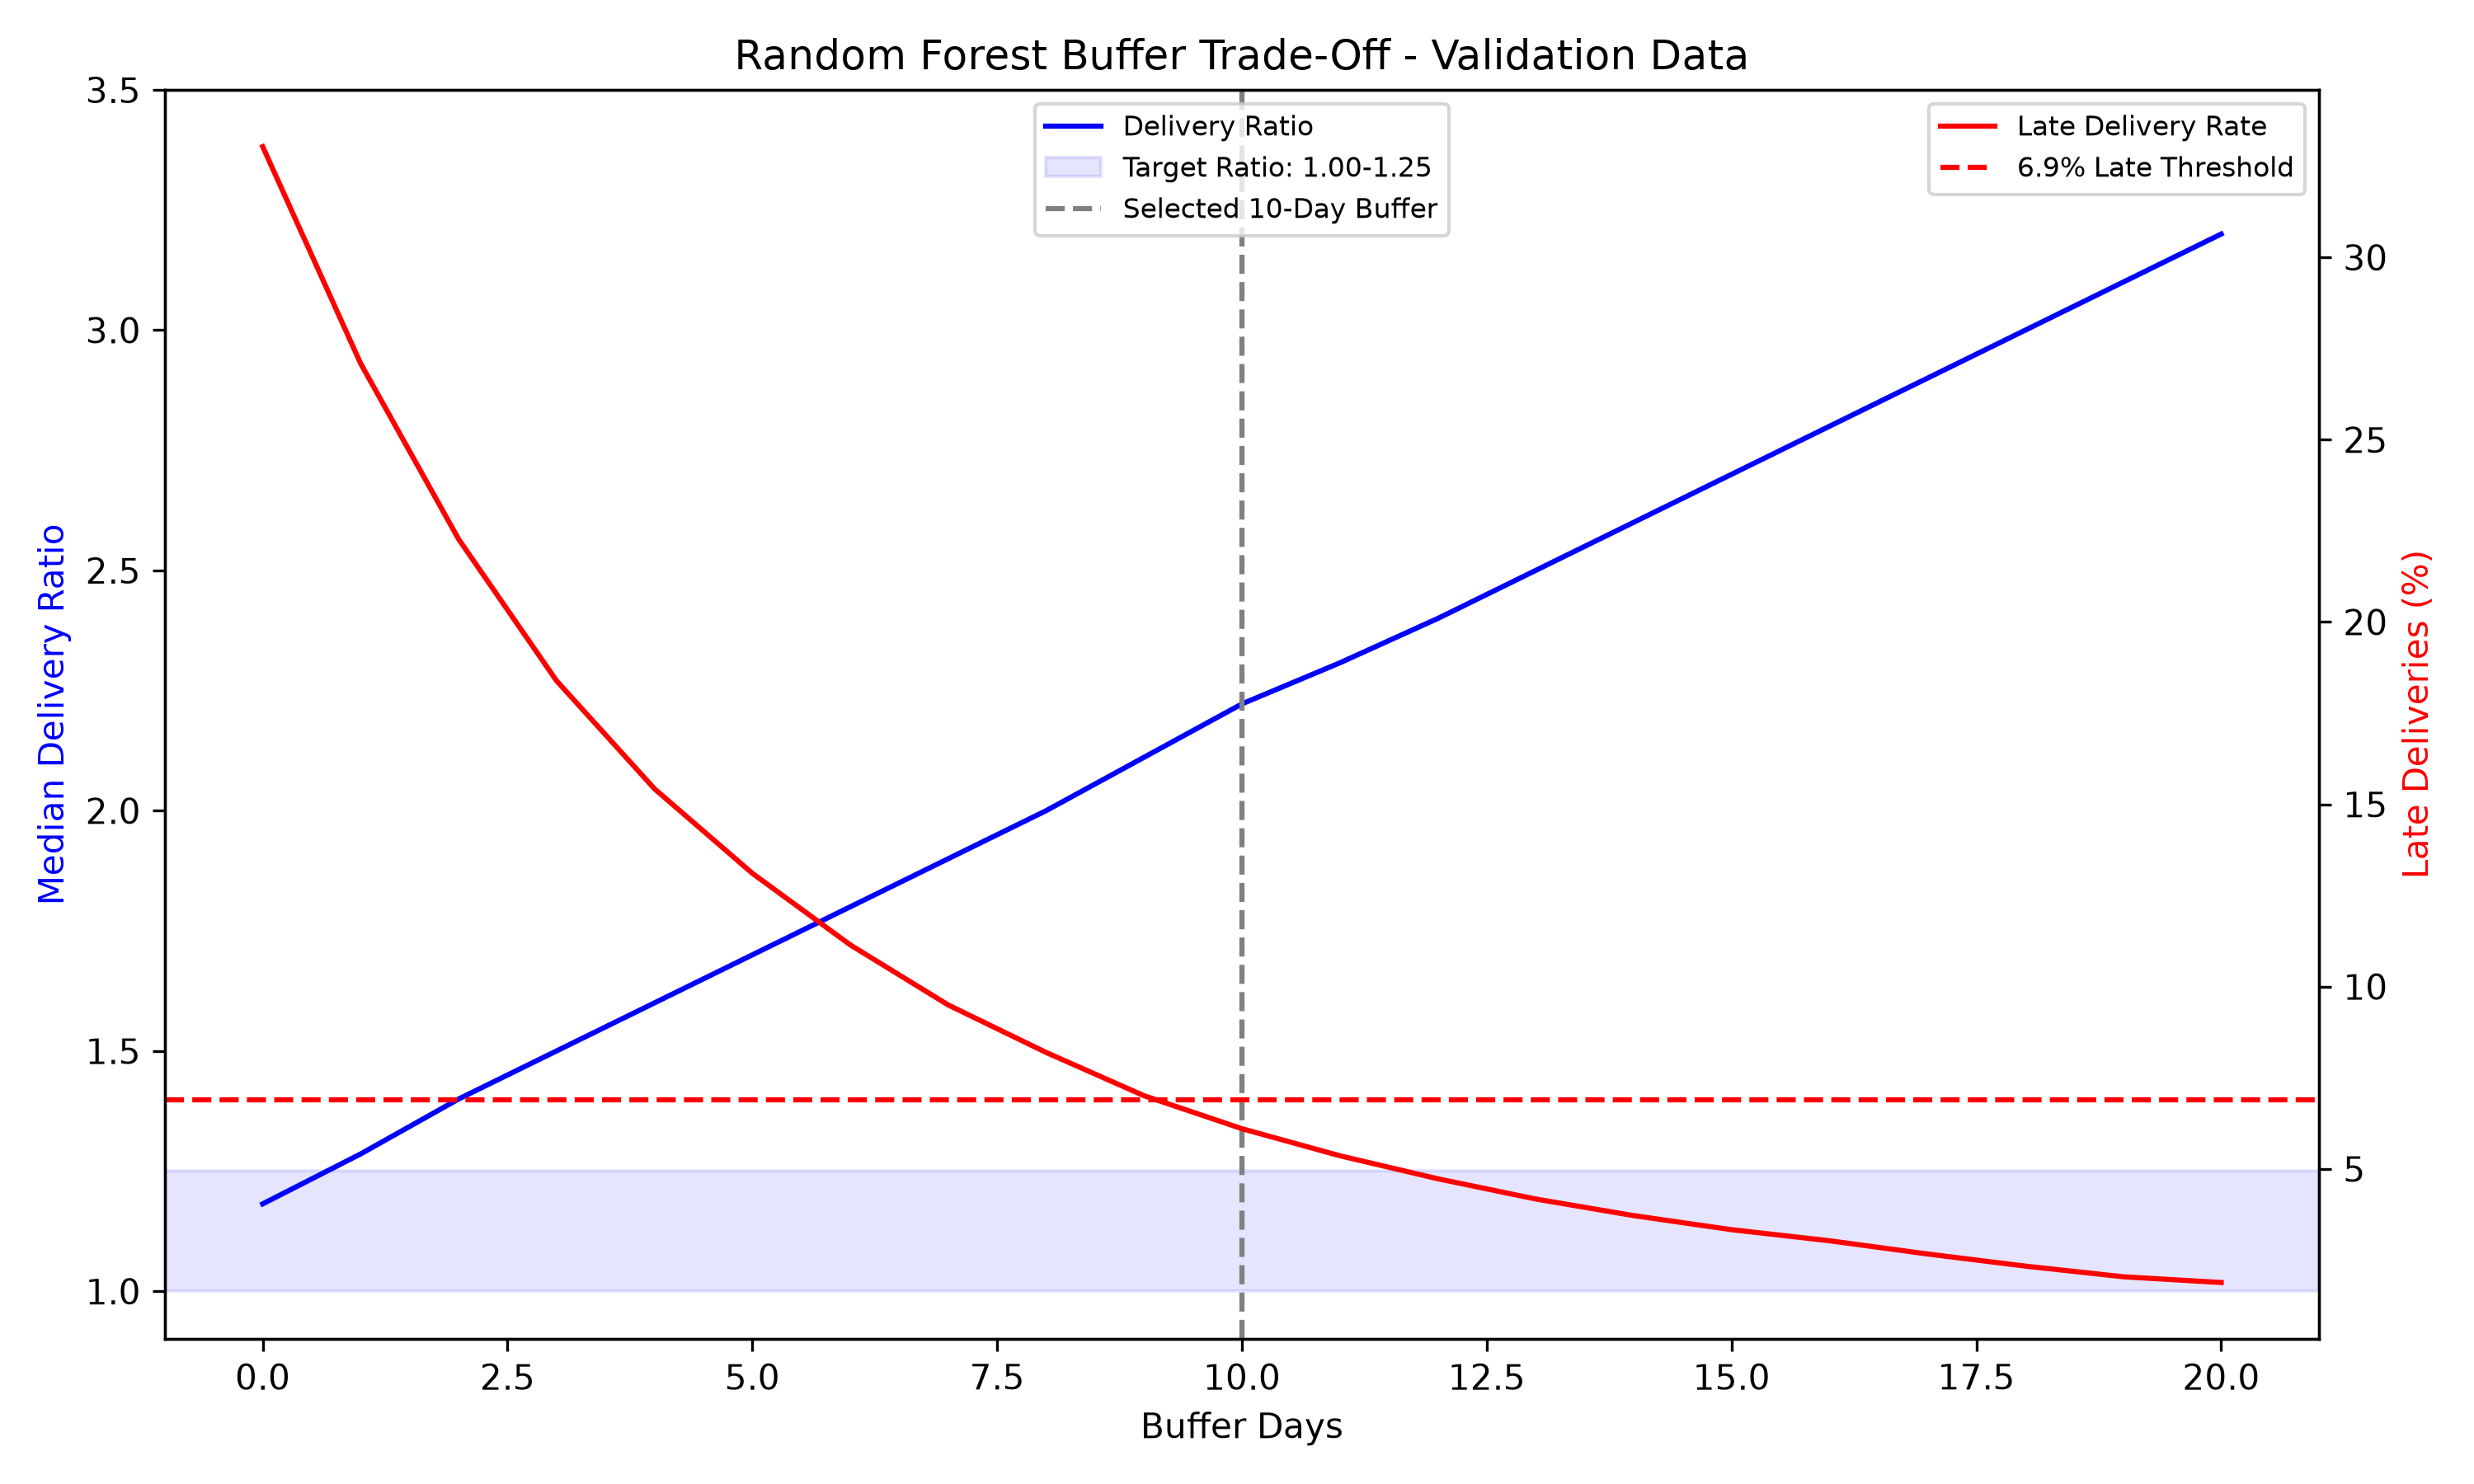 Random Forest Buffer Trade-Off - Validation Data
Delivery Ratio
Target Ratio: 1.00-1.25
Selected 10-Day Buffer
Late Delivery Rate
6.9% Late Threshold
Median Delivery Ratio
3.5
3.0
2.5
2.0
1.5
1.0
Late Deliveries (%)
30
25
20
15
10
5
0.0 2.5 5.0 7.5 10.0 12.5 15.0 17.5 20.0
Buffer Days